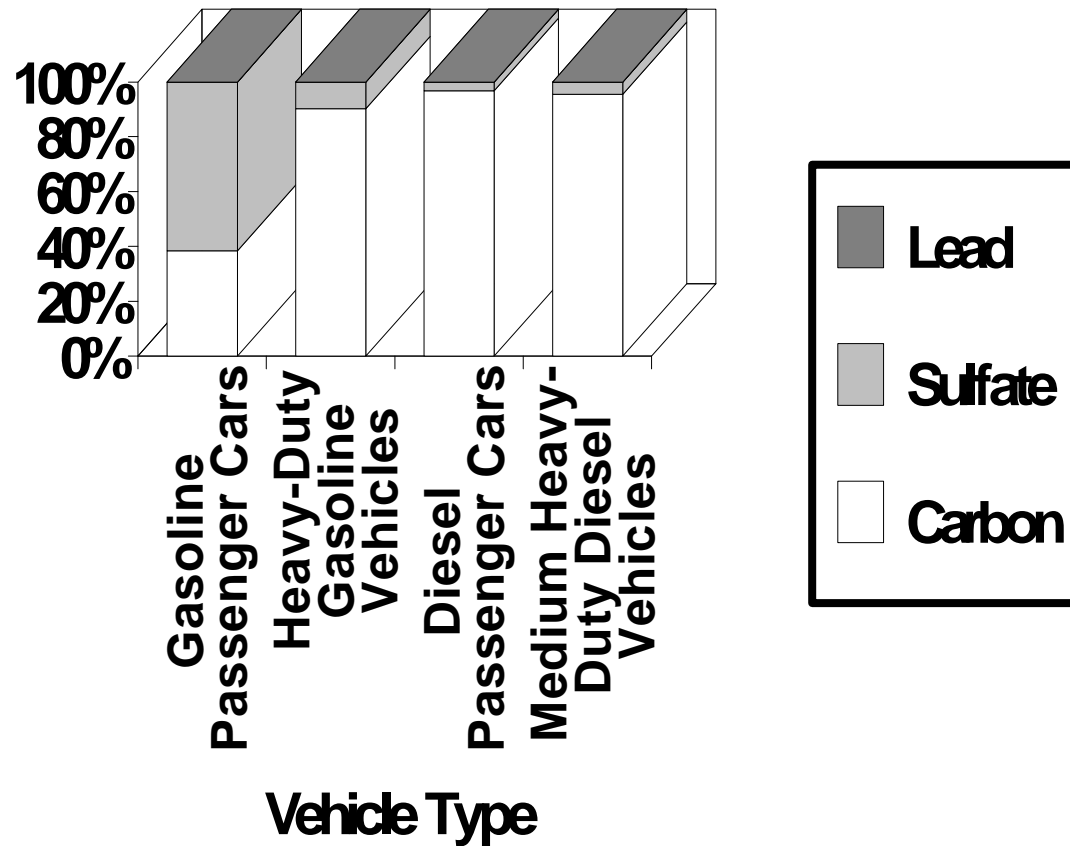 100%
80%
60%
40%
20%
0%
Gasoline
Passenger Cars
Heavy-Duty
Gasoline
Vehicles
Diesel
Passenger Cars
Medium Heavy-
Duty Diesel
Vehicles
Vehicle Type
Lead
Sulfate
Carbon